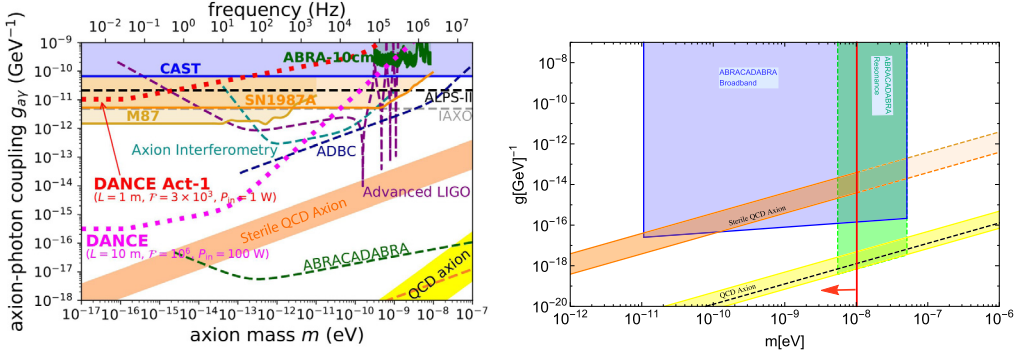 frequency (Hz)
10⁻² 10⁻¹ 10⁰ 10¹ 10² 10³ 10⁴ 10⁵ 10⁶
axion-photon coupling gₐᵧ (GeV⁻¹)
10⁻⁹
10⁻¹⁰
10⁻¹¹
10⁻¹²
10⁻¹³
10⁻¹⁴
10⁻¹⁵
10⁻¹⁶
10⁻¹⁷
10⁻¹⁸
ABRA-10cm
CAST
SN1987A
ALPS-II
M87
IAXO
Axion Interferometry
ADBC
DANCE Act-1
(L = 1 m, 𝓕 = 3 × 10³, Pᵢₙ = 1 W)
Advanced LIGO
Sterile QCD Axion
DANCE
(L = 10 m, 𝓕 = 10⁶, Pᵢₙ = 100 W)
ABRACADABRA
QCD axion
10⁻¹⁷ 10⁻¹⁶ 10⁻¹⁵ 10⁻¹⁴ 10⁻¹³ 10⁻¹² 10⁻¹¹ 10⁻¹⁰ 10⁻⁹ 10⁻⁸ 10⁻⁷
axion mass m (eV)
g[GeV]⁻¹
10⁻⁸
10⁻¹⁰
10⁻¹²
10⁻¹⁴
10⁻¹⁶
10⁻¹⁸
10⁻²⁰
ABRACADABRA
Broadband
ABRACADABRA
Resonance
Sterile QCD Axion
QCD Axion
10⁻¹² 10⁻¹¹ 10⁻¹⁰ 10⁻⁹ 10⁻⁸ 10⁻⁷ 10⁻⁶
m[eV]